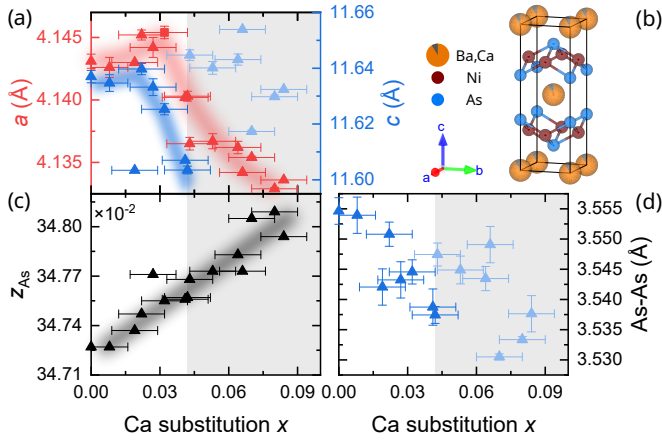 (a)
4.145
4.140
4.135
a (Å)
11.66
11.64
11.62
11.60
c (Å)
(b)
Ba,Ca
Ni
As
c
a
b
(c)
×10⁻²
34.80
34.77
34.74
34.71
z_As
0.00
0.03
0.06
0.09
Ca substitution x
(d)
3.555
3.550
3.545
3.540
3.535
3.530
As-As (Å)
0.00
0.03
0.06
0.09
Ca substitution x